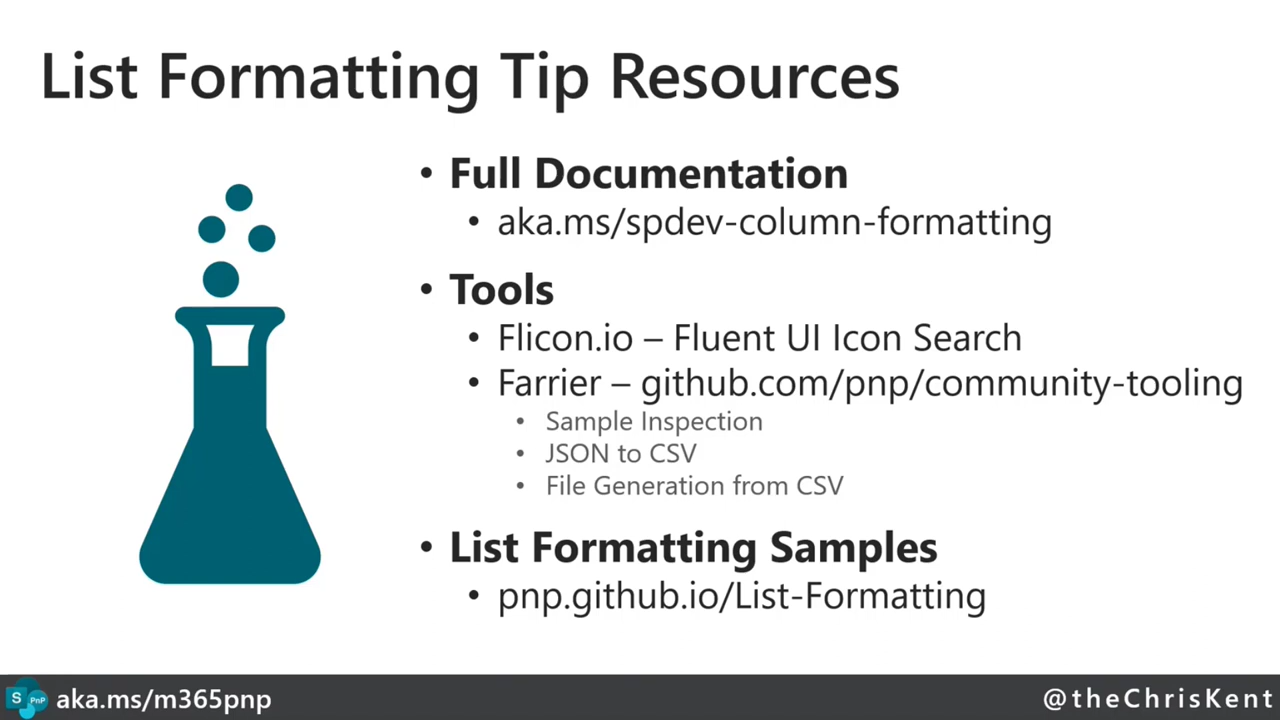 List Formatting Tip Resources
• Full Documentation
• aka.ms/spdev-column-formatting
• Tools
• Flicon.io – Fluent UI Icon Search
• Farrier – github.com/pnp/community-tooling
• Sample Inspection
• JSON to CSV
• File Generation from CSV
• List Formatting Samples
• pnp.github.io/List-Formatting
S PnP aka.ms/m365pnp
@theChrisKent